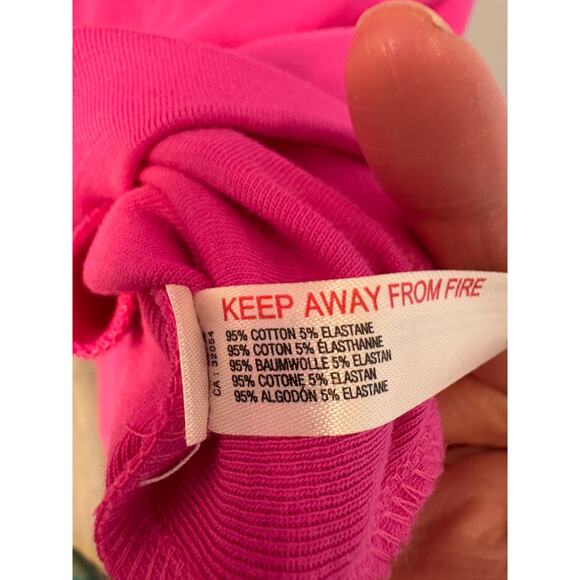 KEEP AWAY FROM FIRE
95% COTTON 5% ELASTANE
95% COTON 5% ÉLASTHANNE
95% BAUMWOLLE 5% ELASTAN
95% COTONE 5% ELASTAN
95% ALGODÓN 5% ELASTANE
CA : 32054